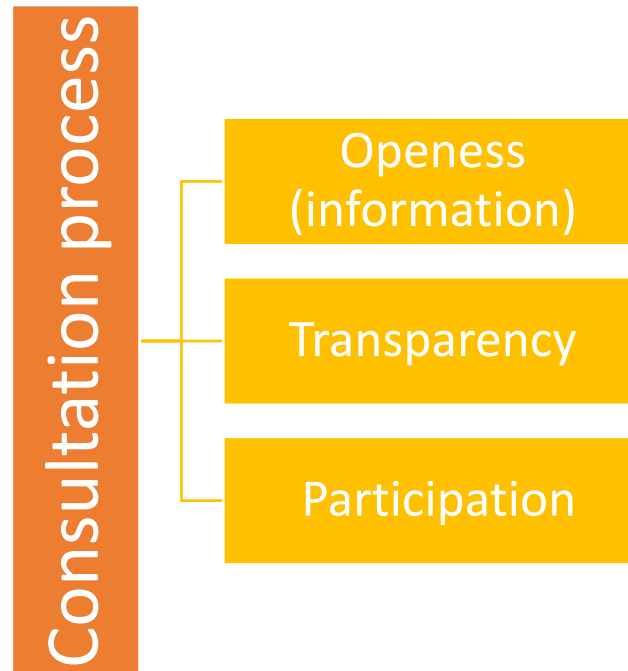 Consultation process
Openess
(information)
Transparency
Participation